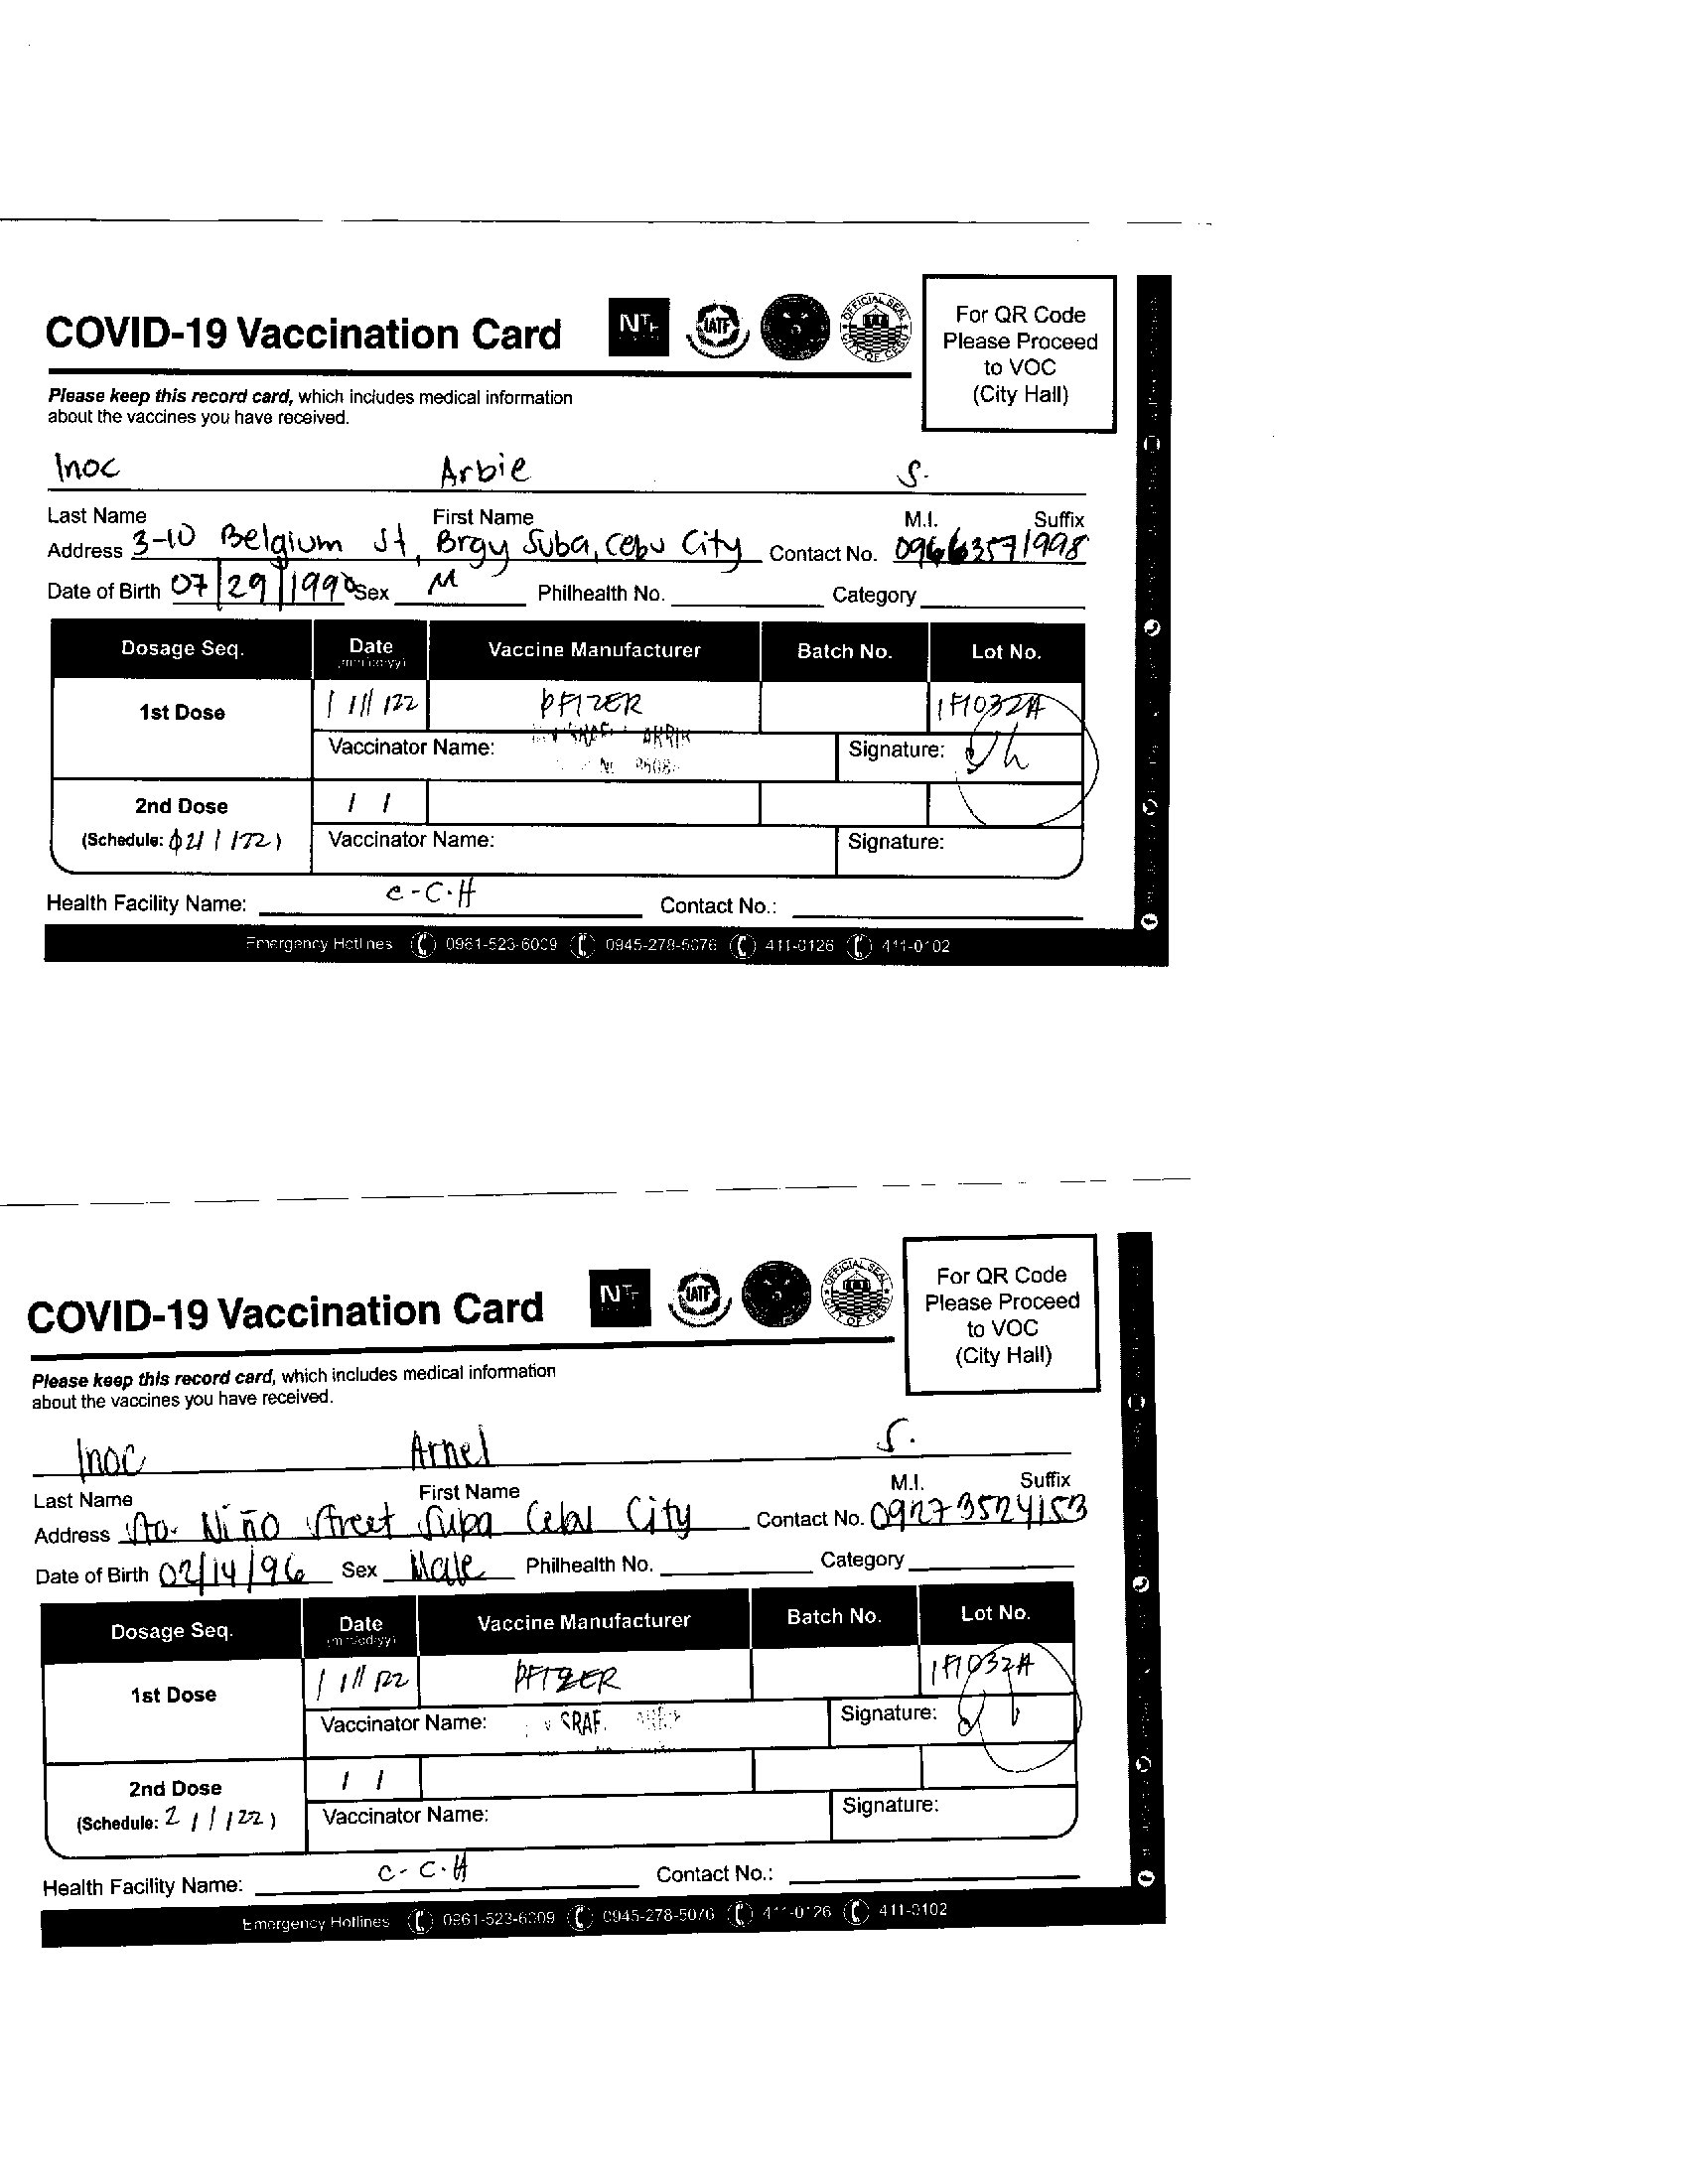 COVID-19 Vaccination Card
NTF
IATF
OFFICIAL SEAL CITY OF CEBU
For QR Code
Please Proceed
to VOC
(City Hall)
Please keep this record card, which includes medical information
about the vaccines you have received.
Inoc Arbie S.
Last Name First Name M.I. Suffix
Address 3-10 Belgium St, Brgy Suba, Cebu City Contact No. 09663571998
Date of Birth 07/29/1990 Sex M Philhealth No. Category
Dosage Seq. Date Vaccine Manufacturer Batch No. Lot No.
(mm/dd/yy)
1st Dose 1 / 11 / 22 PFIZER 1F1032A
Vaccinator Name: Signature:
2nd Dose / /
(Schedule: 2/ 1 / 22) Vaccinator Name: Signature:
Health Facility Name: C-C.H Contact No.:
Emergency Hotlines 0961-523-6009 0945-278-5076 411-0126 411-0102
COVID-19 Vaccination Card
NTF
IATF
OFFICIAL SEAL CITY OF CEBU
For QR Code
Please Proceed
to VOC
(City Hall)
Please keep this record card, which includes medical information
about the vaccines you have received.
Inoc Arnel S.
Last Name First Name M.I. Suffix
Address Sto. Niño Street Suba Cebu City Contact No. 09273524153
Date of Birth 02/14/96 Sex Male Philhealth No. Category
Dosage Seq. Date Vaccine Manufacturer Batch No. Lot No.
(mm/dd/yy)
1st Dose 1 / 11 / 22 PFIZER 1F1032A
Vaccinator Name: Signature:
2nd Dose / /
(Schedule: 2 / 1 / 22) Vaccinator Name: Signature:
Health Facility Name: C-C.H Contact No.:
Emergency Hotlines 0961-523-6009 0945-278-5076 411-0126 411-0102